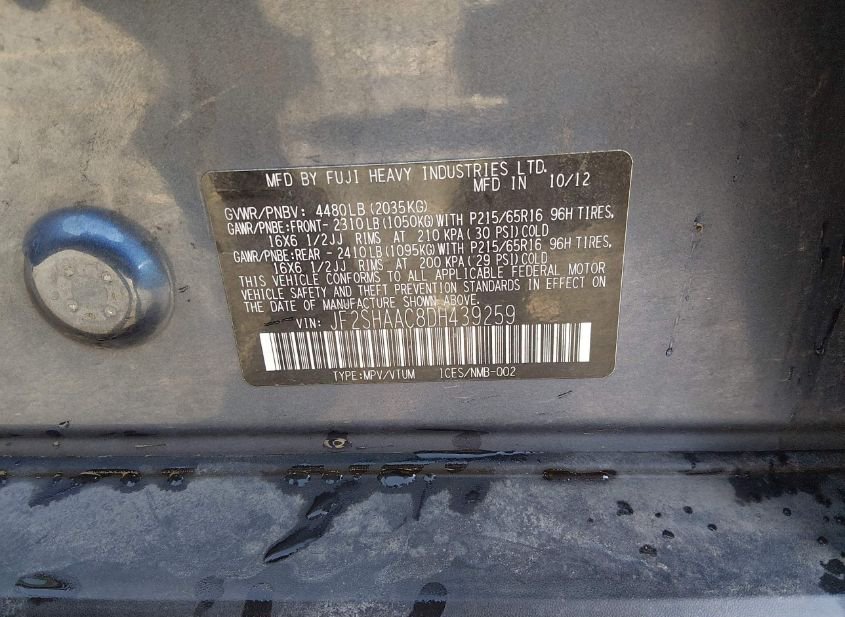 MFD BY FUJI HEAVY INDUSTRIES LTD.
MFD IN 10/12
GVWR/PNBV: 4480LB (2035KG)
GAWR/PNBE:FRONT- 2310LB (1050KG)WITH P215/65R16 96H TIRES,
16X6 1/2JJ RIMS AT 210 KPA ( 30 PSI)COLD
GAWR/PNBE:REAR - 2410LB (1095KG)WITH P215/65R16 96H TIRES,
16X6 1/2JJ RIMS AT 200 KPA ( 29 PSI)COLD
THIS VEHICLE CONFORMS TO ALL APPLICABLE FEDERAL MOTOR
VEHICLE SAFETY AND THEFT PREVENTION STANDARDS IN EFFECT ON
THE DATE OF MANUFACTURE SHOWN ABOVE.
VIN: JF2SHAAC8DH439259
TYPE:MPV/VTUM ICES/NMB-002